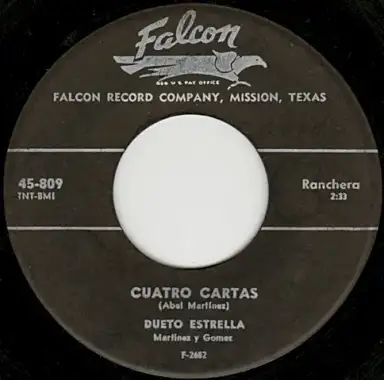 Falcon
REG U.S. PAT OFFICE
FALCON RECORD COMPANY, MISSION, TEXAS
45-809
TNT-BMI
Ranchera
2:33
CUATRO CARTAS
(Abel Martinez)
DUETO ESTRELLA
Martinez y Gomez
F-2682